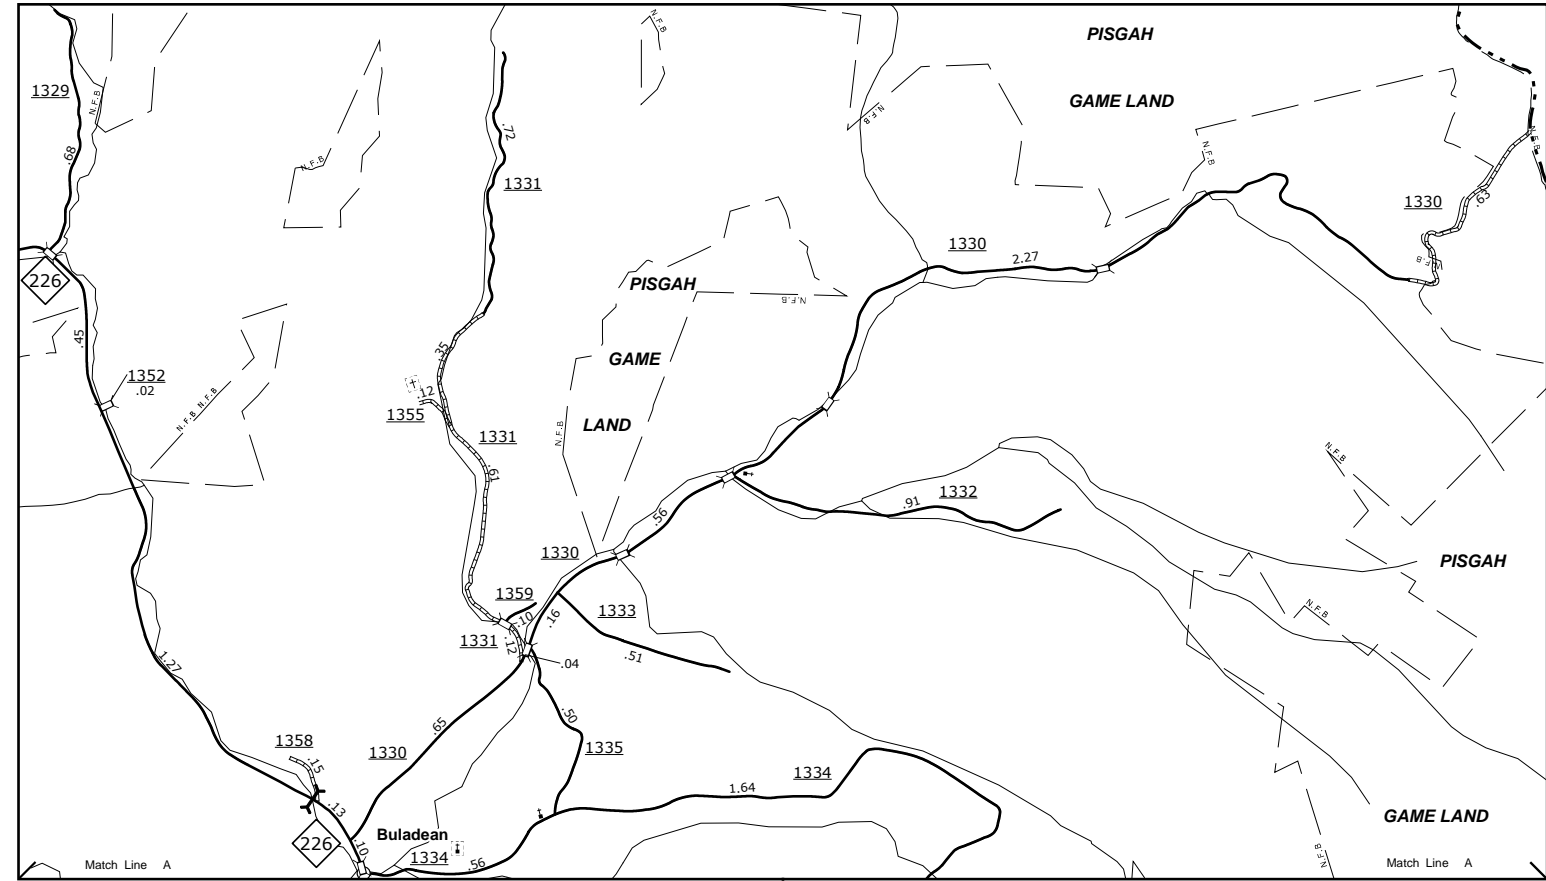 PISGAH
GAME LAND
1329
N.F.B
N.F.B
N.F.B
N.F.B
.68
.72
1331
N.F.B
N.F.B
1330
.63
N.F.B
226
1330
2.27
PISGAH
N.F.B
.45
.35
GAME
1352
.02
.12
1355
LAND
N.F.B
N.F.B N.F.B
1331
.61
N.F.B
1332
.91
.56
1330
PISGAH
1359
.10
.16
1333
N.F.B
1331
.12
.04
.51
1.27
.50
.65
1358
.15
1330
1335
1334
1.64
.13
226
Buladean
GAME LAND
.10
1334
.56
N.F.B
Match Line A
Match Line A